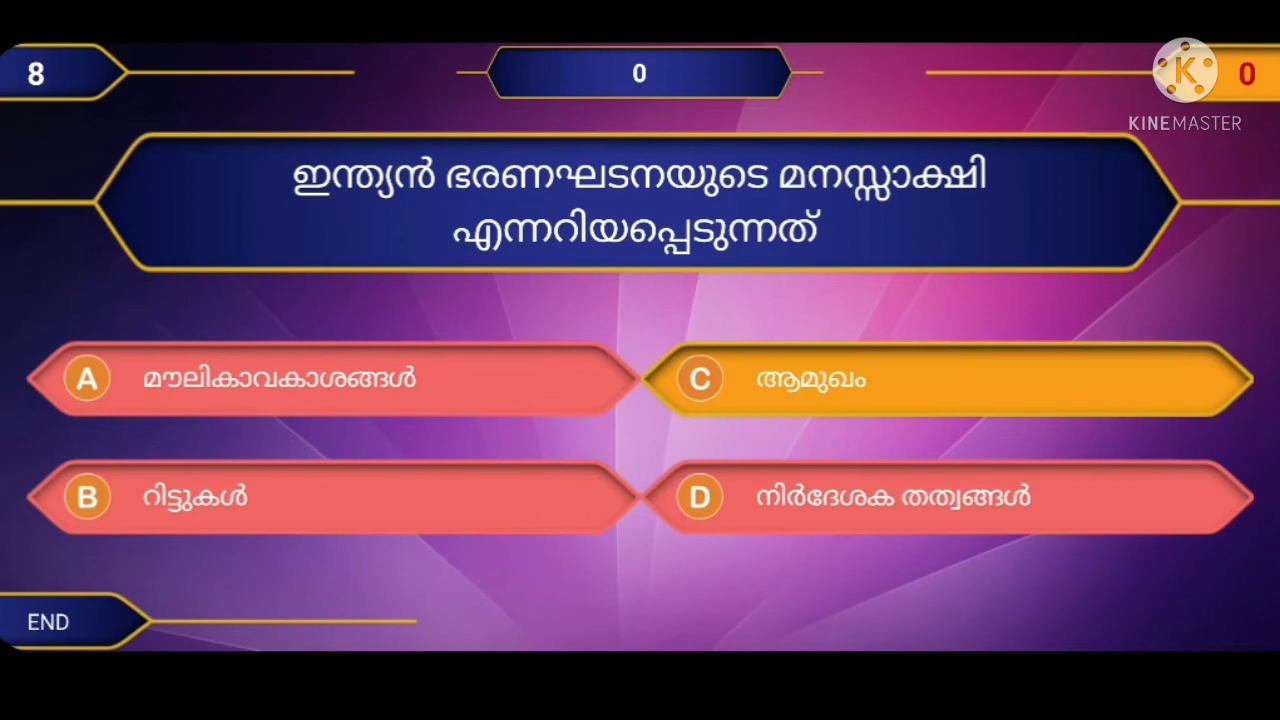 8
0
0
KINEMASTER
ഇന്ത്യൻ ഭരണഘടനയുടെ മനസ്സാക്ഷി
എന്നറിയപ്പെടുന്നത്
A മൗലികാവകാശങ്ങൾ
C ആമുഖം
B റിട്ടുകൾ
D നിർദേശക തത്വങ്ങൾ
END